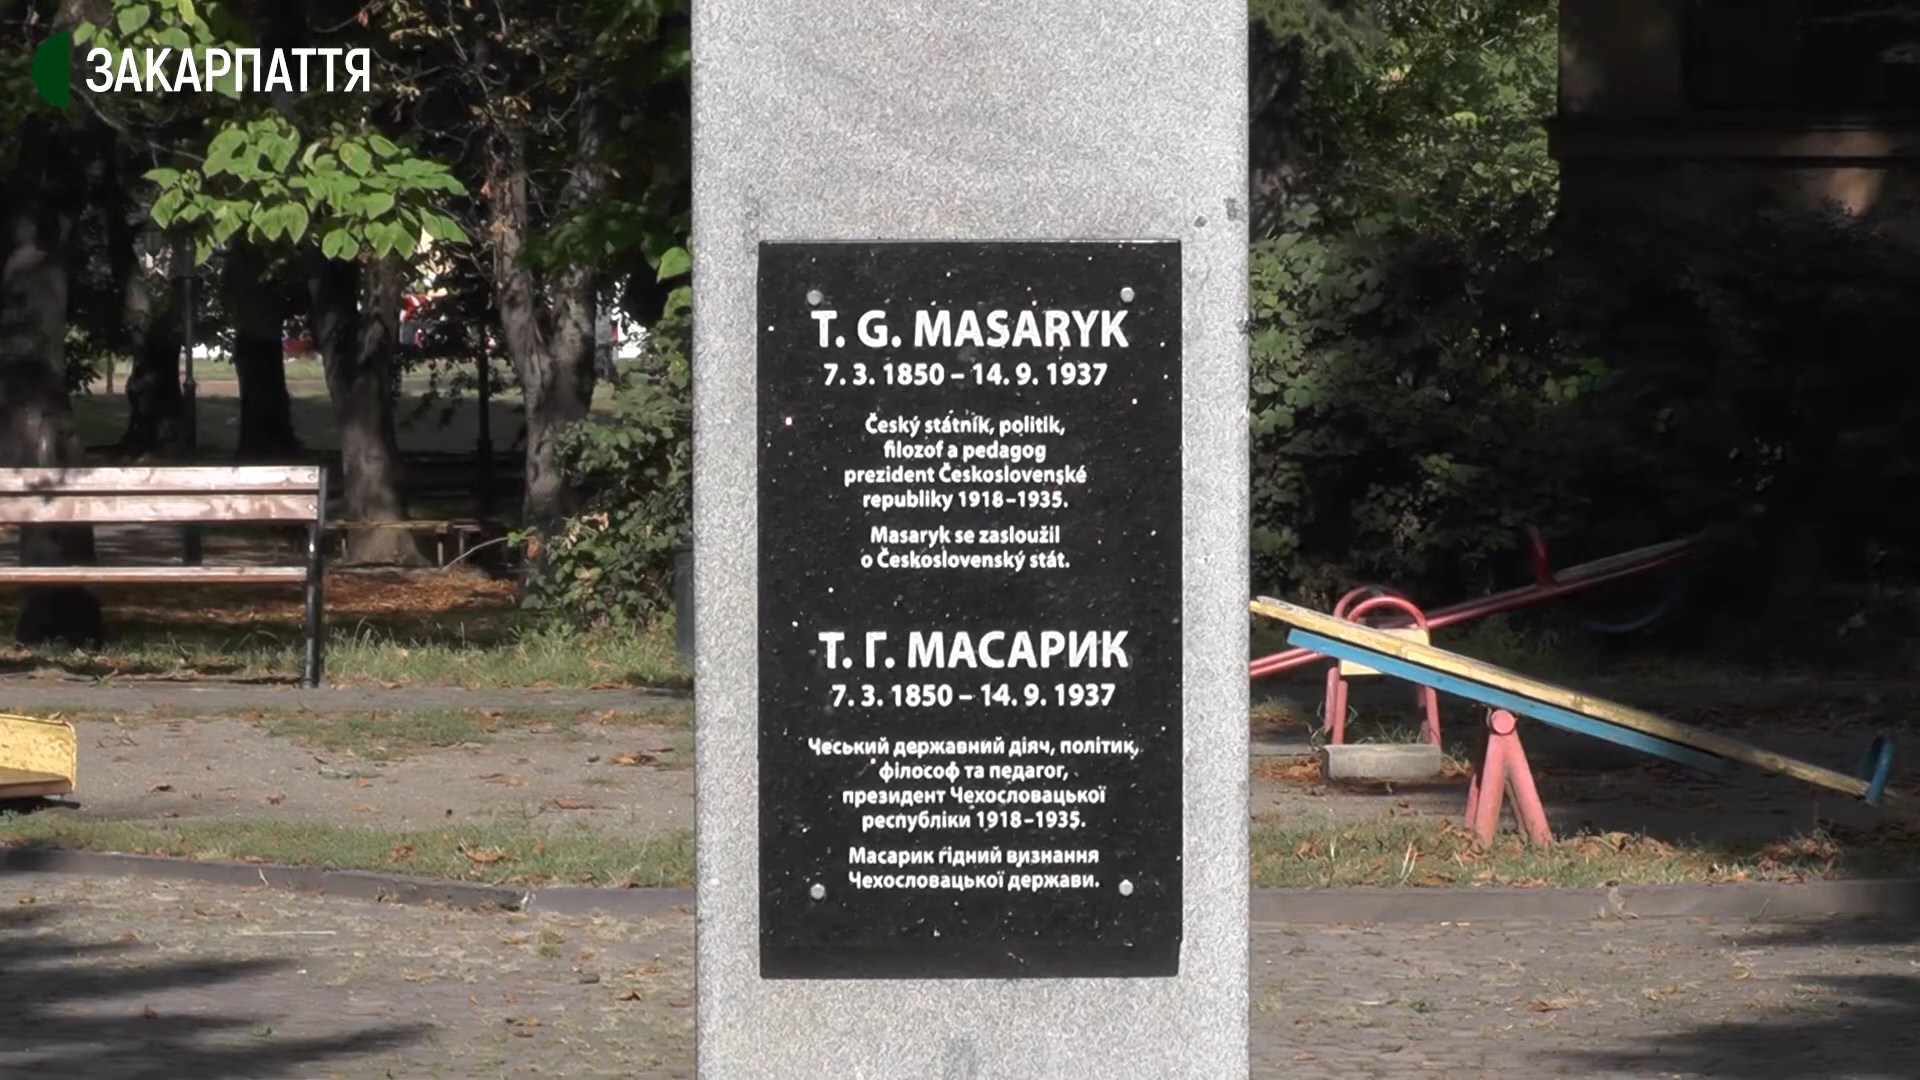 ЗАКАРПАТТЯ
T. G. MASARYK
7. 3. 1850 – 14. 9. 1937
Český státník, politik,
filozof a pedagog
prezident Československé
republiky 1918–1935.
Masaryk se zasloužil
o Československý stát.
Т. Г. МАСАРИК
7. 3. 1850 – 14. 9. 1937
Чеський державний діяч, політик,
філософ та педагог,
президент Чехословацької
республіки 1918–1935.
Масарик гідний визнання
Чехословацької держави.